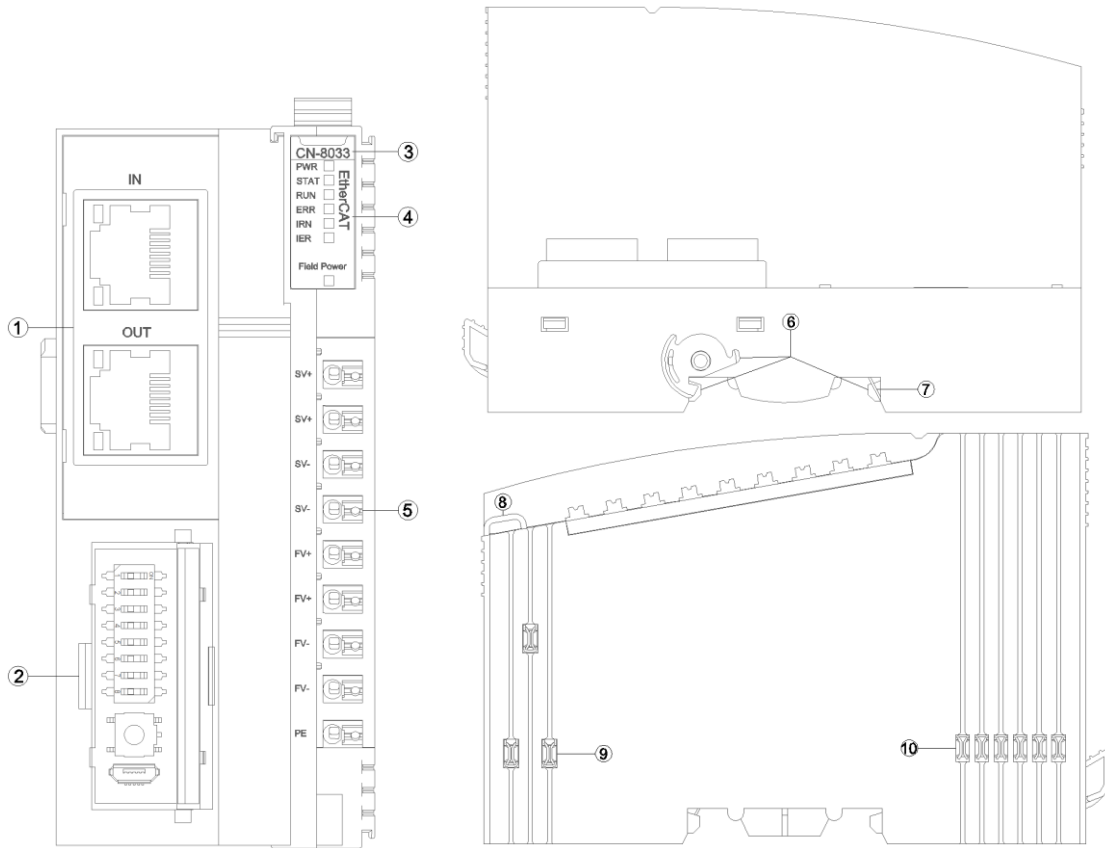 IN
OUT
CN-8033
PWR
STAT
RUN
ERR
IRN
IER
EtherCAT
Field Power
SV+
SV+
SV-
SV-
FV+
FV+
FV-
FV-
PE
1
2
3
4
5
6
7
8
9
10